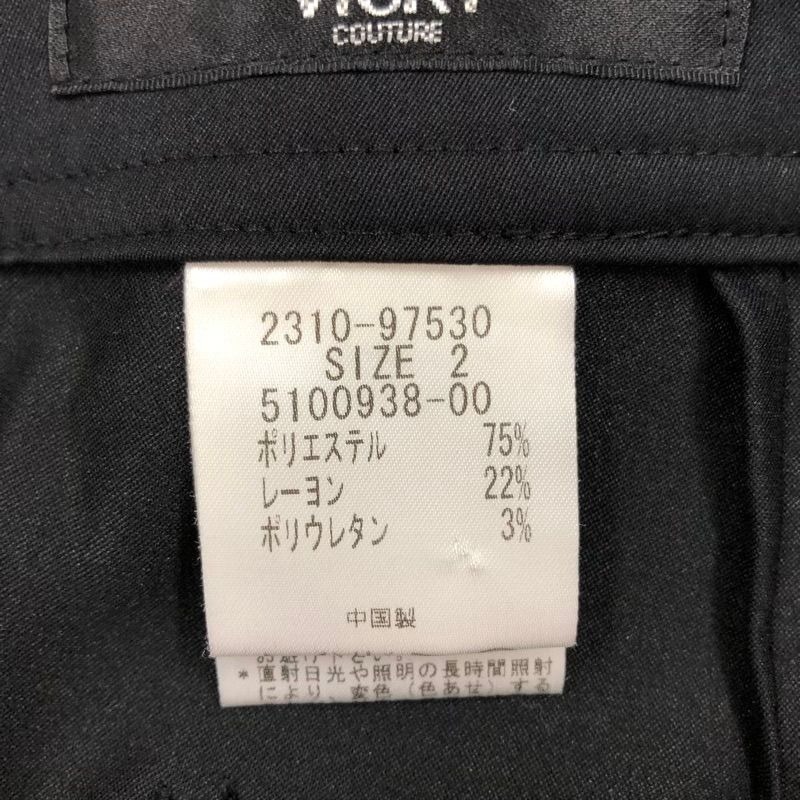 COUTURE
2310-97530
SIZE 2
5100938-00
ポリエステル 75%
レーヨン 22%
ポリウレタン 3%
中国製
* 直射日光や照明の長時間照射
により、変色(色あせ)する